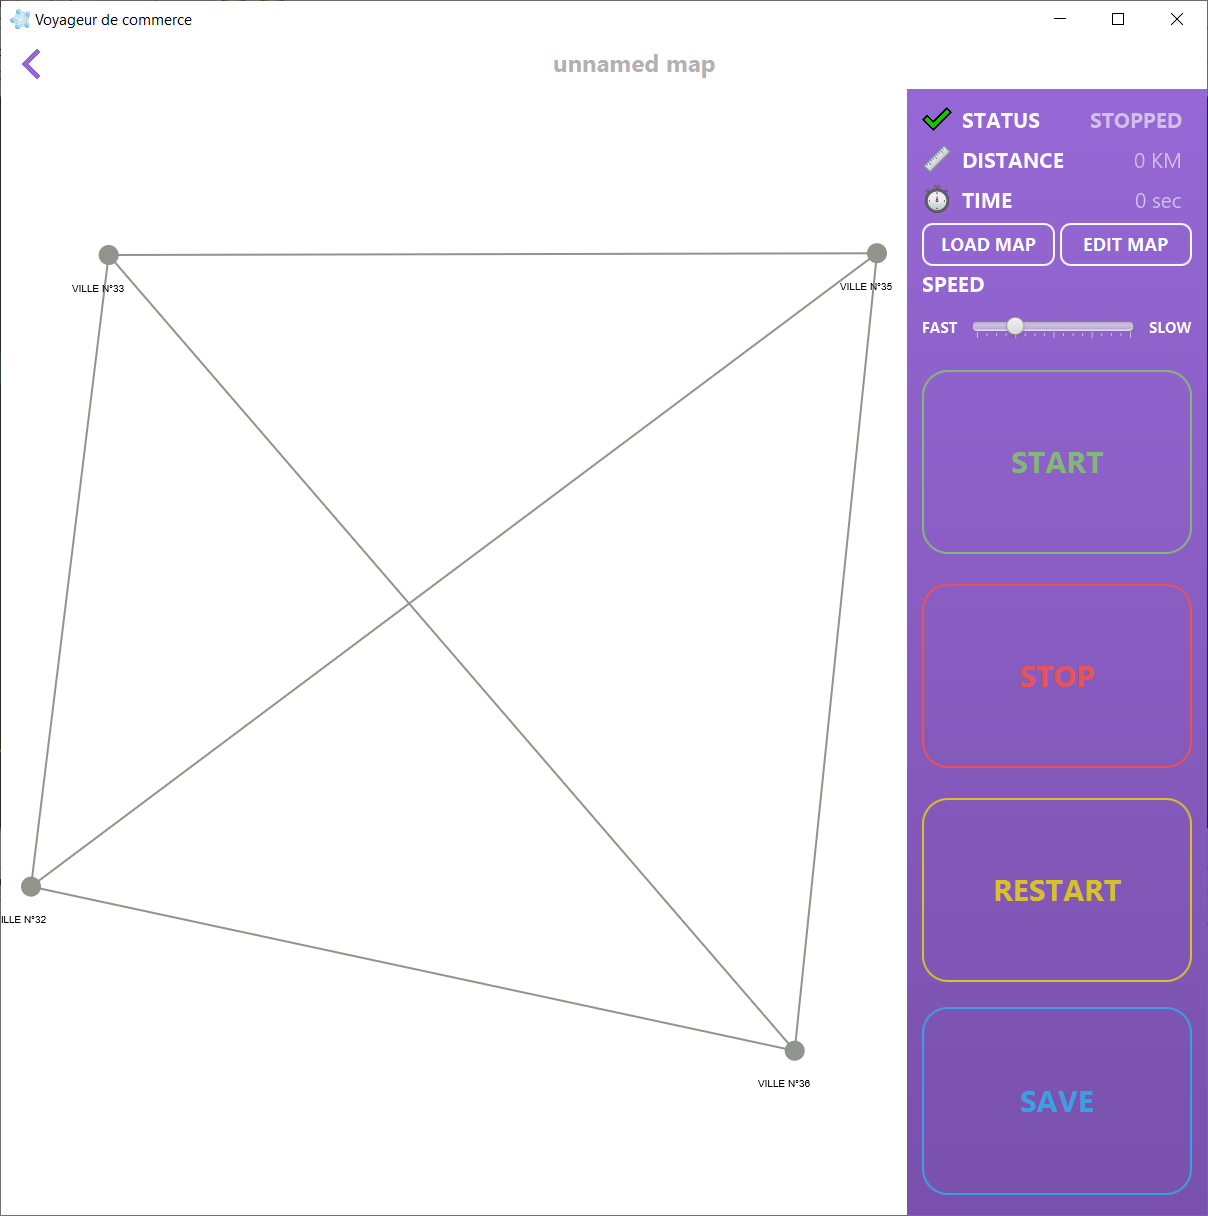 Voyageur de commerce
unnamed map
STATUS STOPPED
DISTANCE 0 KM
TIME 0 sec
LOAD MAP EDIT MAP
SPEED
FAST SLOW
START
STOP
RESTART
SAVE
VILLE N°33
VILLE N°35
ILLE N°32
VILLE N°36